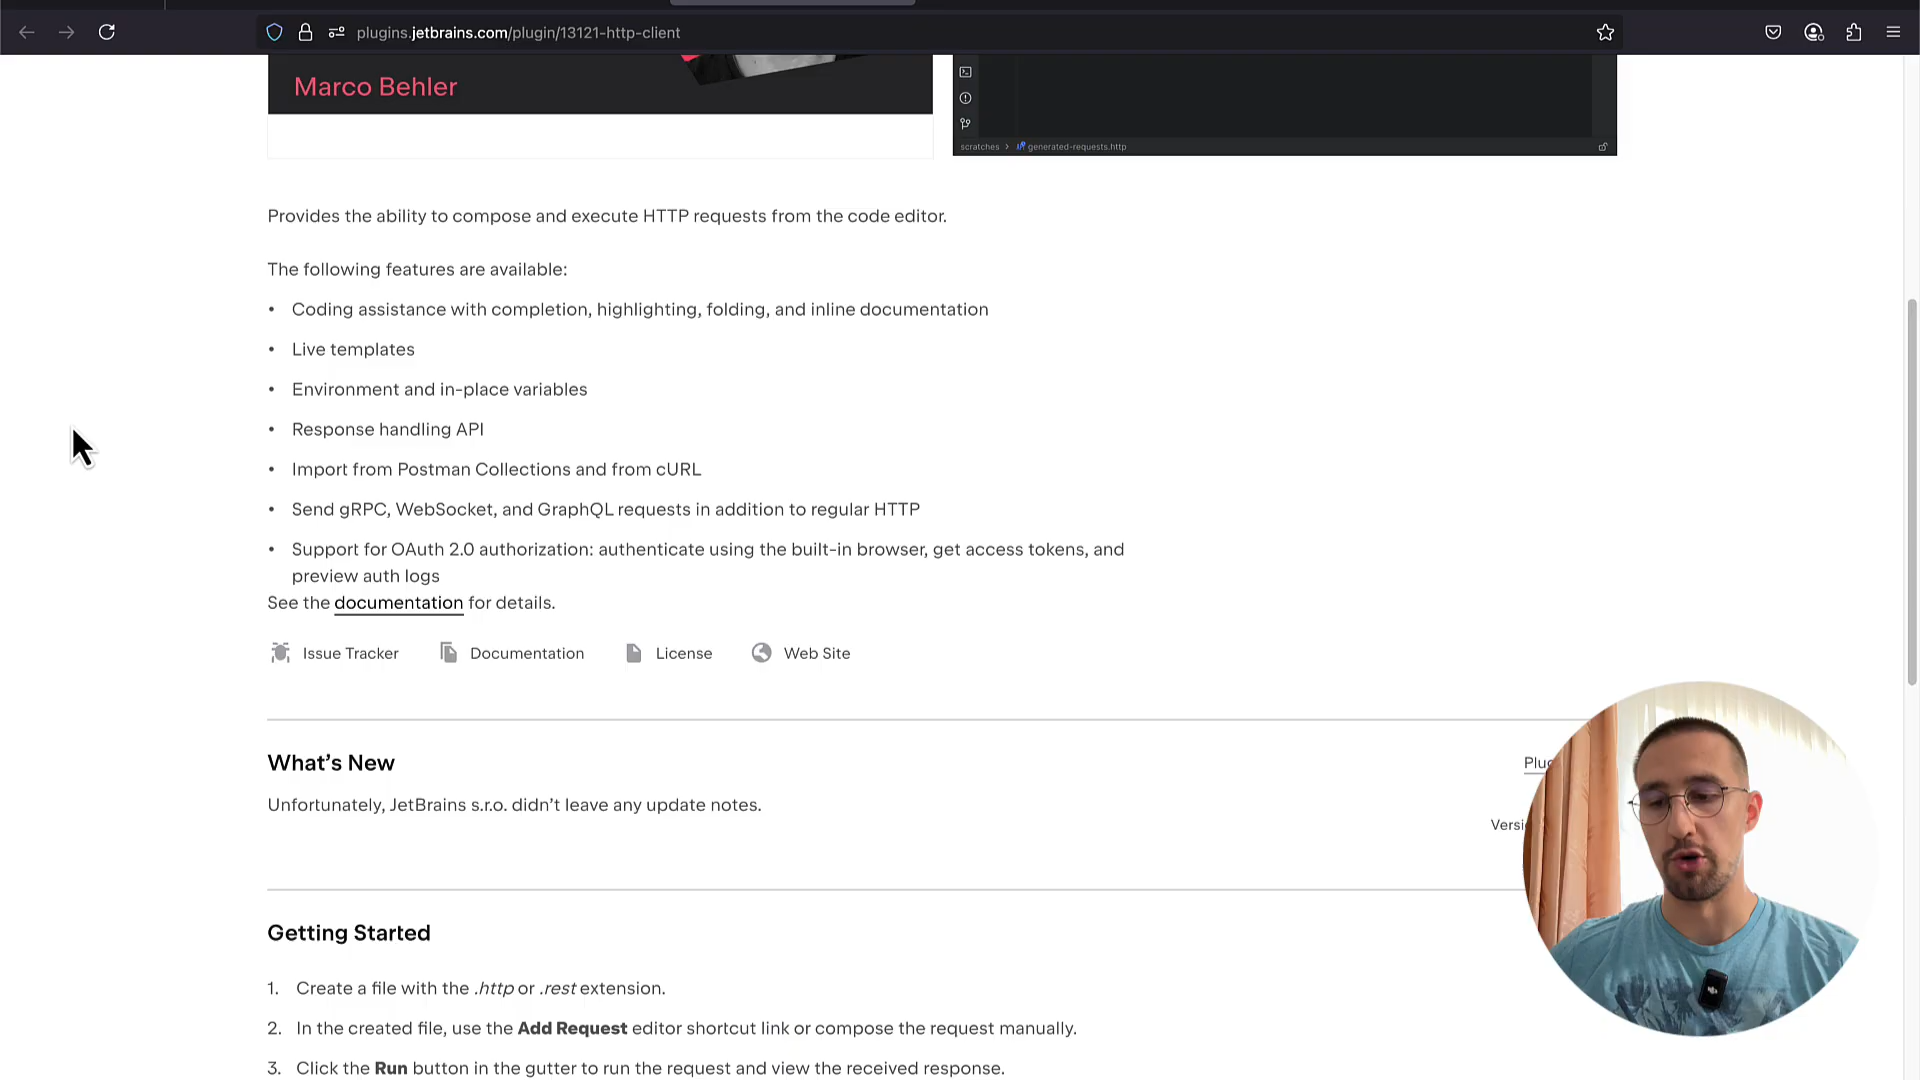 plugins.jetbrains.com/plugin/13121-http-client
Marco Behler
scratches > generated-requests.http
Provides the ability to compose and execute HTTP requests from the code editor.
The following features are available:
• Coding assistance with completion, highlighting, folding, and inline documentation
• Live templates
• Environment and in-place variables
• Response handling API
• Import from Postman Collections and from cURL
• Send gRPC, WebSocket, and GraphQL requests in addition to regular HTTP
• Support for OAuth 2.0 authorization: authenticate using the built-in browser, get access tokens, and
preview auth logs
See the documentation for details.
Issue Tracker Documentation License Web Site
What's New
Plug
Unfortunately, JetBrains s.r.o. didn't leave any update notes.
Versi
Getting Started
1. Create a file with the .http or .rest extension.
2. In the created file, use the Add Request editor shortcut link or compose the request manually.
3. Click the Run button in the gutter to run the request and view the received response.